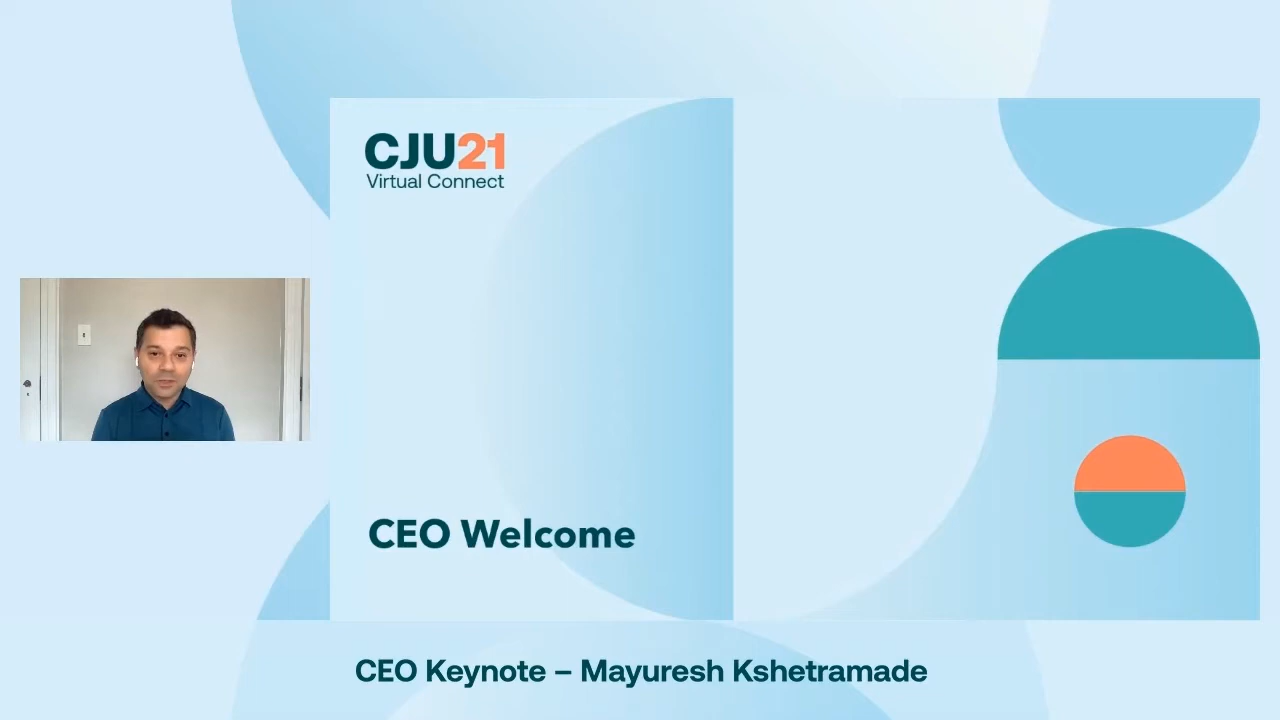 CJU21
Virtual Connect
CEO Welcome
CEO Keynote – Mayuresh Kshetramade